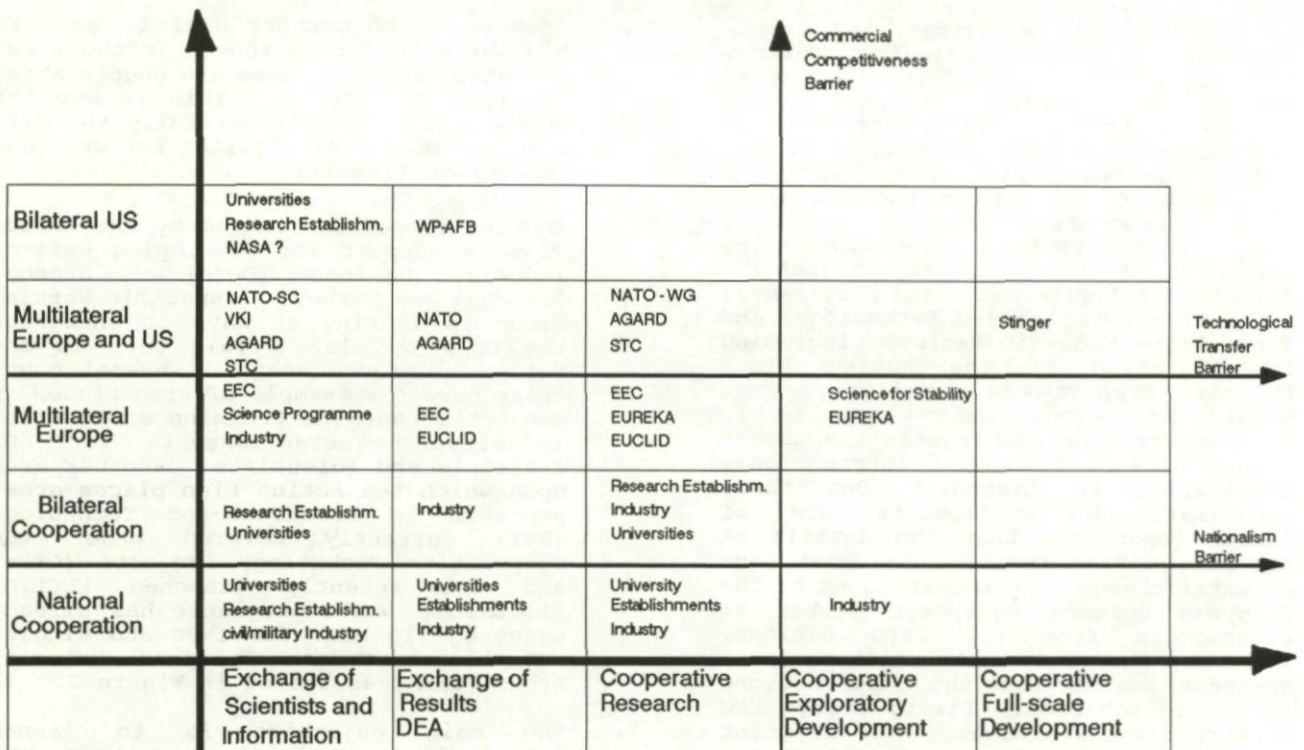 Commercial
Competitiveness
Barrier
Bilateral US
Universities
Research Establishm.
NASA ?
WP-AFB
Multilateral
Europe and US
NATO-SC
VKI
AGARD
STC
NATO
AGARD
NATO - WG
AGARD
STC
Stinger
Technological
Transfer
Barrier
Multilateral
Europe
EEC
Science Programme
Industry
EEC
EUCLID
EEC
EUREKA
EUCLID
Science for Stability
EUREKA
Bilateral
Cooperation
Research Establishm.
Universities
Industry
Research Establishm.
Industry
Universities
Nationalism
Barrier
National
Cooperation
Universities
Research Establishm.
civil/military Industry
Universities
Establishments
Industry
University
Establishments
Industry
Industry
Exchange of
Scientists and
Information
Exchange of
Results
DEA
Cooperative
Research
Cooperative
Exploratory
Development
Cooperative
Full-scale
Development